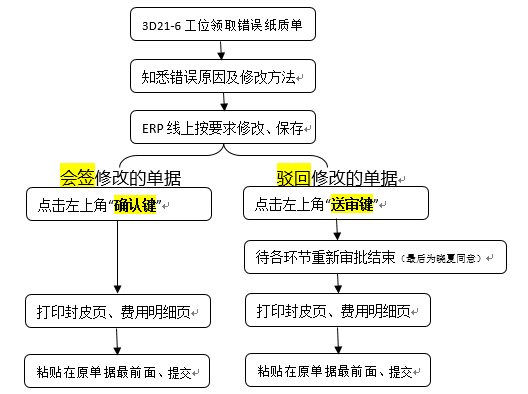 3D21-6工位领取错误纸质单
知悉错误原因及修改方法
ERP线上按要求修改、保存
会签修改的单据
驳回修改的单据
点击左上角“确认键”
点击左上角“送审键”
待各环节重新审批结束（最后为晓夏同意）
打印封皮页、费用明细页
打印封皮页、费用明细页
粘贴在原单据最前面、提交
粘贴在原单据最前面、提交